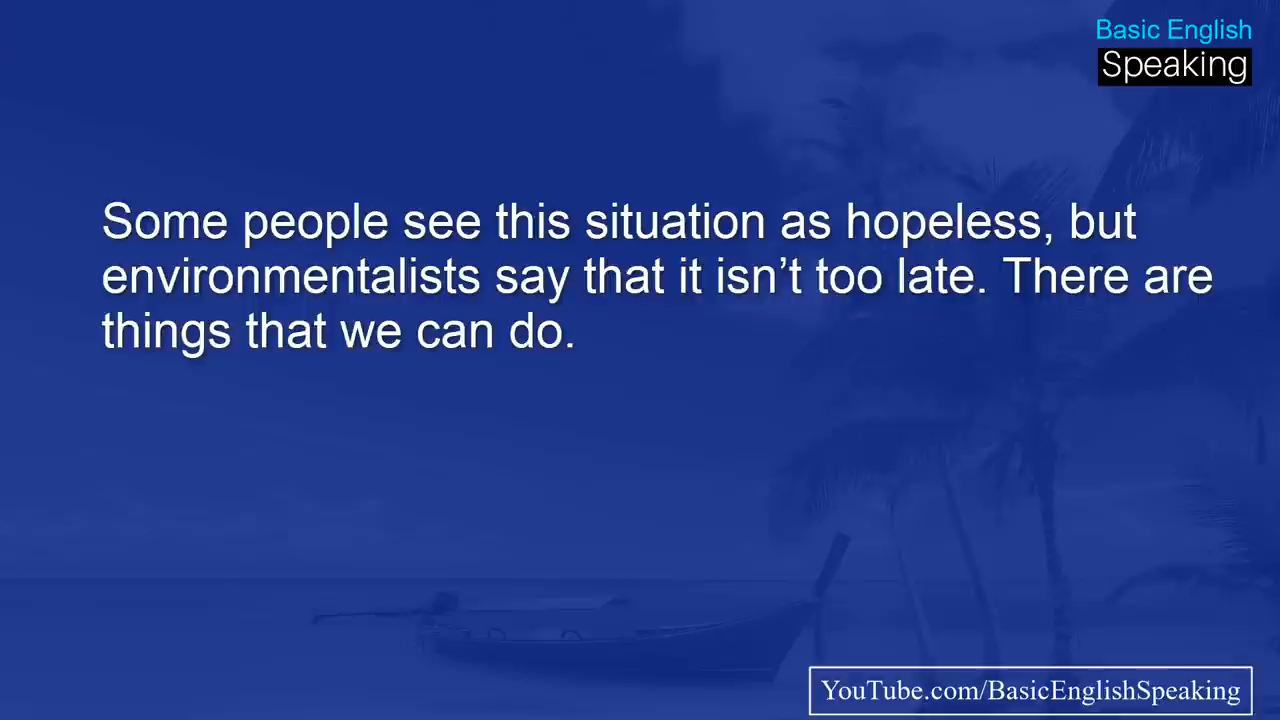 Basic English
Speaking
Some people see this situation as hopeless, but
environmentalists say that it isn’t too late. There are
things that we can do.
YouTube.com/BasicEnglishSpeaking